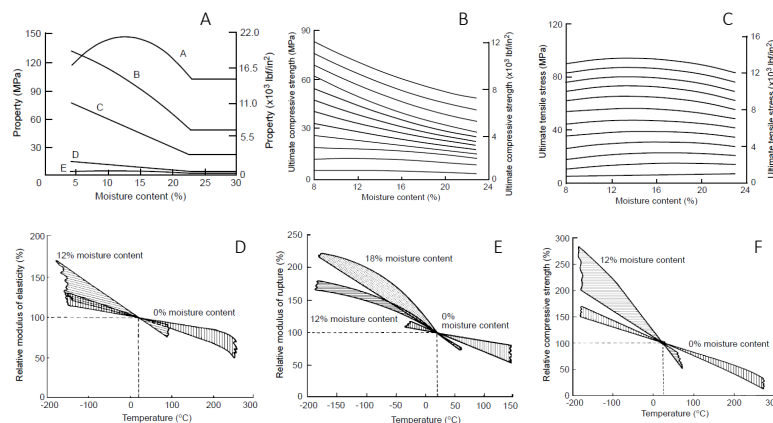 A
B
C
Property (MPa)
150
120
90
60
30
0
22.0
16.5
11.0
5.5
0
Property (x10³ lbf/in²)
A
B
C
D
E
0 5 10 15 20 25 30
Moisture content (%)
Ultimate compressive strength (MPa)
90
60
30
0
12
8
4
0
Ultimate compressive strength (×10³ lbf/in²)
8 12 16 20 24
Moisture content (%)
Ultimate tensile stress (MPa)
120
80
40
0
16
12
8
4
0
Ultimate tensile stress (×10³ lbf/in²)
8 12 16 20 24
Moisture content (%)
D
E
F
Relative modulus of elasticity (%)
200
150
100
50
0
12% moisture content
0% moisture content
-200 -100 0 100 200 300
Temperature (°C)
Relative modulus of rupture (%)
250
200
150
100
50
0
18% moisture content
12% moisture content
0%
moisture content
-200 -150 -100 -50 0 50 100 150
Temperature (°C)
Relative compressive strength (%)
300
250
200
150
100
50
0
12% moisture content
0% moisture content
-200 -100 0 100 200 300
Temperature (°C)